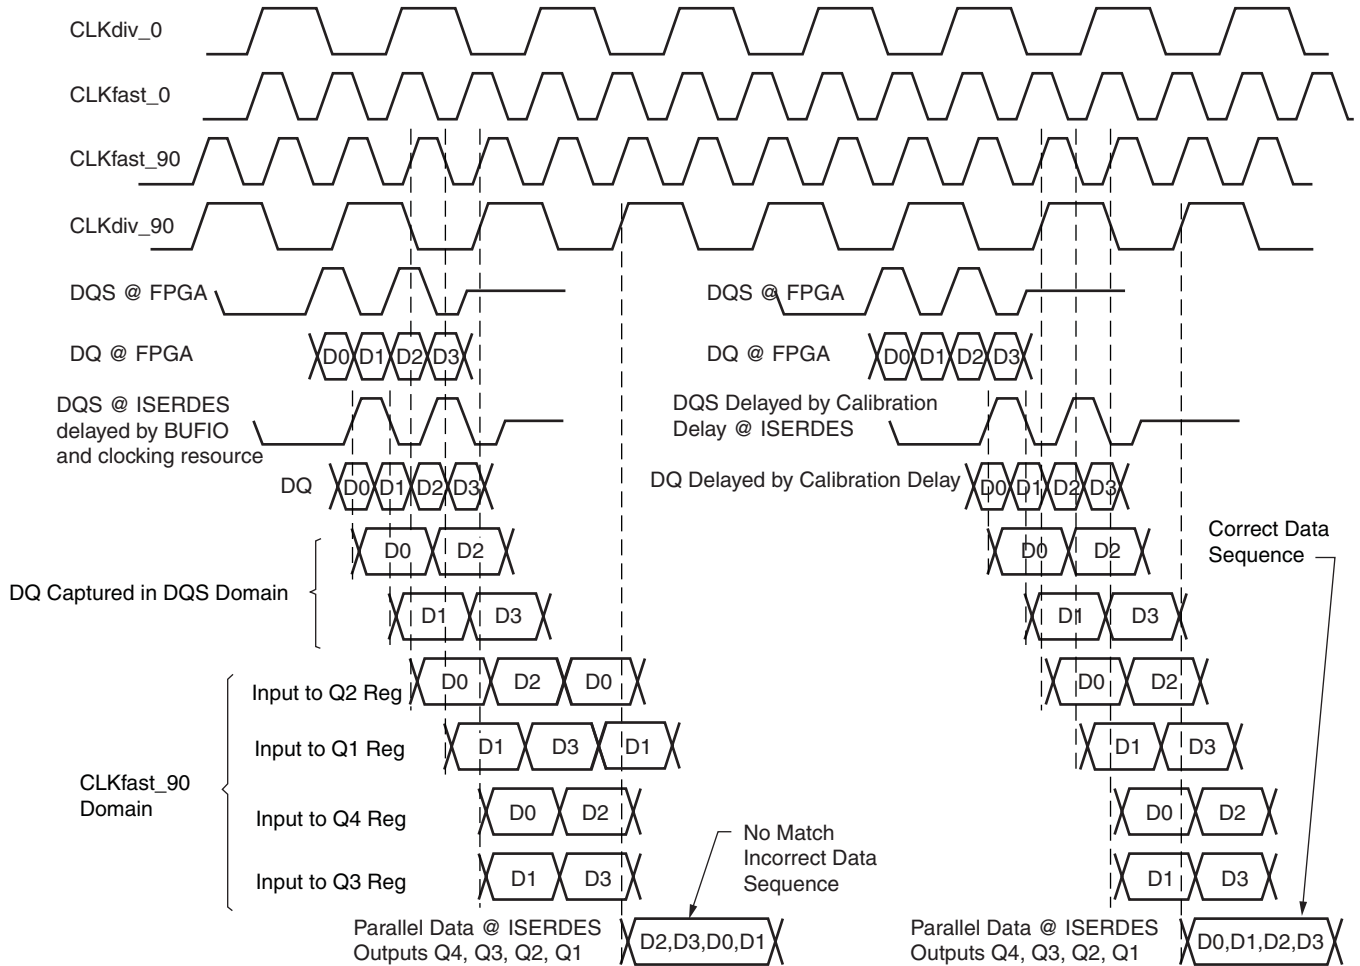 CLKdiv_0
CLKfast_0
CLKfast_90
CLKdiv_90
DQS @ FPGA
DQS @ FPGA
DQ @ FPGA
D0 D1 D2 D3
DQ @ FPGA
D0 D1 D2 D3
DQS @ ISERDES
delayed by BUFIO
and clocking resource
DQS Delayed by Calibration
Delay @ ISERDES
DQ
D0 D1 D2 D3
DQ Delayed by Calibration Delay
D0 D1 D2 D3
Correct Data
Sequence
DQ Captured in DQS Domain
D0 D2
D0 D2
D1 D3
D1 D3
CLKfast_90
Domain
Input to Q2 Reg
D0 D2 D0
D0 D2
Input to Q1 Reg
D1 D3 D1
D1 D3
Input to Q4 Reg
D0 D2
D0 D2
Input to Q3 Reg
D1 D3
D1 D3
No Match
Incorrect Data
Sequence
Parallel Data @ ISERDES
Outputs Q4, Q3, Q2, Q1
D2,D3,D0,D1
Parallel Data @ ISERDES
Outputs Q4, Q3, Q2, Q1
D0,D1,D2,D3